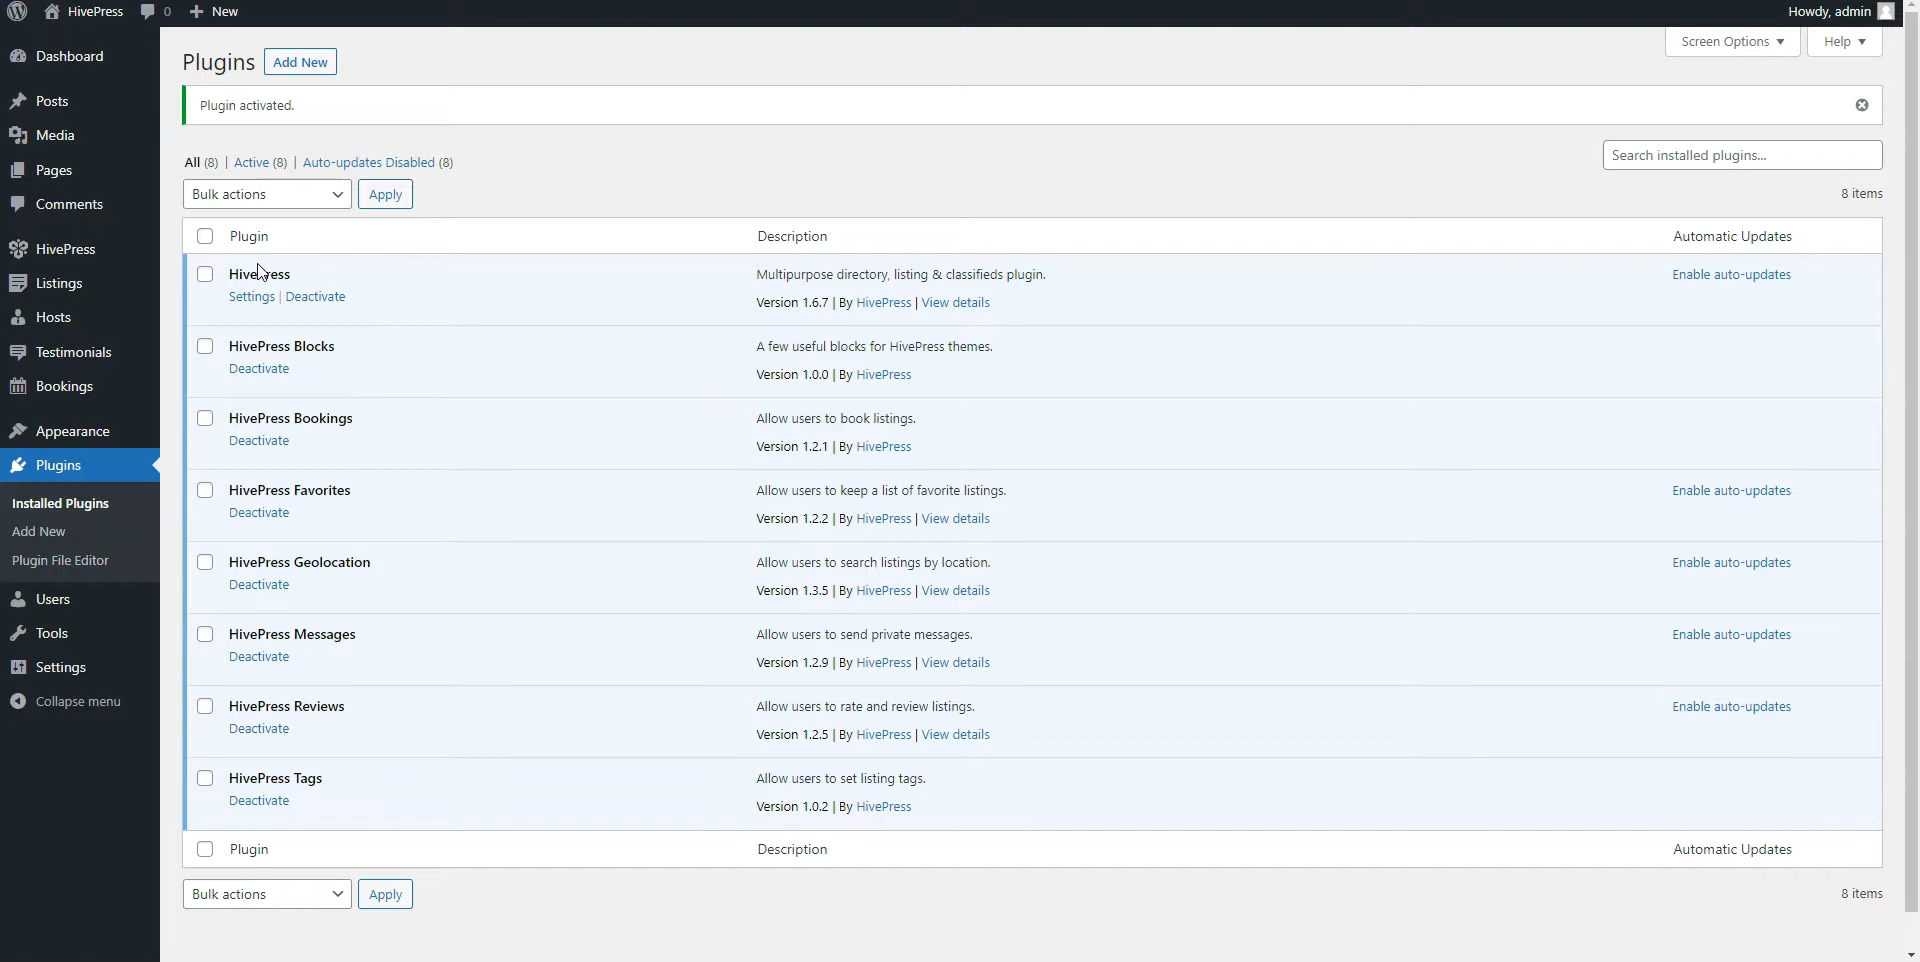 HivePress 0 New Howdy, admin
Dashboard
Posts
Media
Pages
Comments
HivePress
Listings
Hosts
Testimonials
Bookings
Appearance
Plugins
Installed Plugins
Add New
Plugin File Editor
Users
Tools
Settings
Collapse menu
Screen Options Help
Plugins Add New
Plugin activated.
All (8) | Active (8) | Auto-updates Disabled (8)
Search installed plugins...
Bulk actions Apply 8 items
Plugin Description Automatic Updates
HivePress Multipurpose directory, listing & classifieds plugin. Enable auto-updates
Settings | Deactivate Version 1.6.7 | By HivePress | View details
HivePress Blocks A few useful blocks for HivePress themes.
Deactivate Version 1.0.0 | By HivePress
HivePress Bookings Allow users to book listings.
Deactivate Version 1.2.1 | By HivePress
HivePress Favorites Allow users to keep a list of favorite listings. Enable auto-updates
Deactivate Version 1.2.2 | By HivePress | View details
HivePress Geolocation Allow users to search listings by location. Enable auto-updates
Deactivate Version 1.3.5 | By HivePress | View details
HivePress Messages Allow users to send private messages. Enable auto-updates
Deactivate Version 1.2.9 | By HivePress | View details
HivePress Reviews Allow users to rate and review listings. Enable auto-updates
Deactivate Version 1.2.5 | By HivePress | View details
HivePress Tags Allow users to set listing tags.
Deactivate Version 1.0.2 | By HivePress
Plugin Description Automatic Updates
Bulk actions Apply 8 items